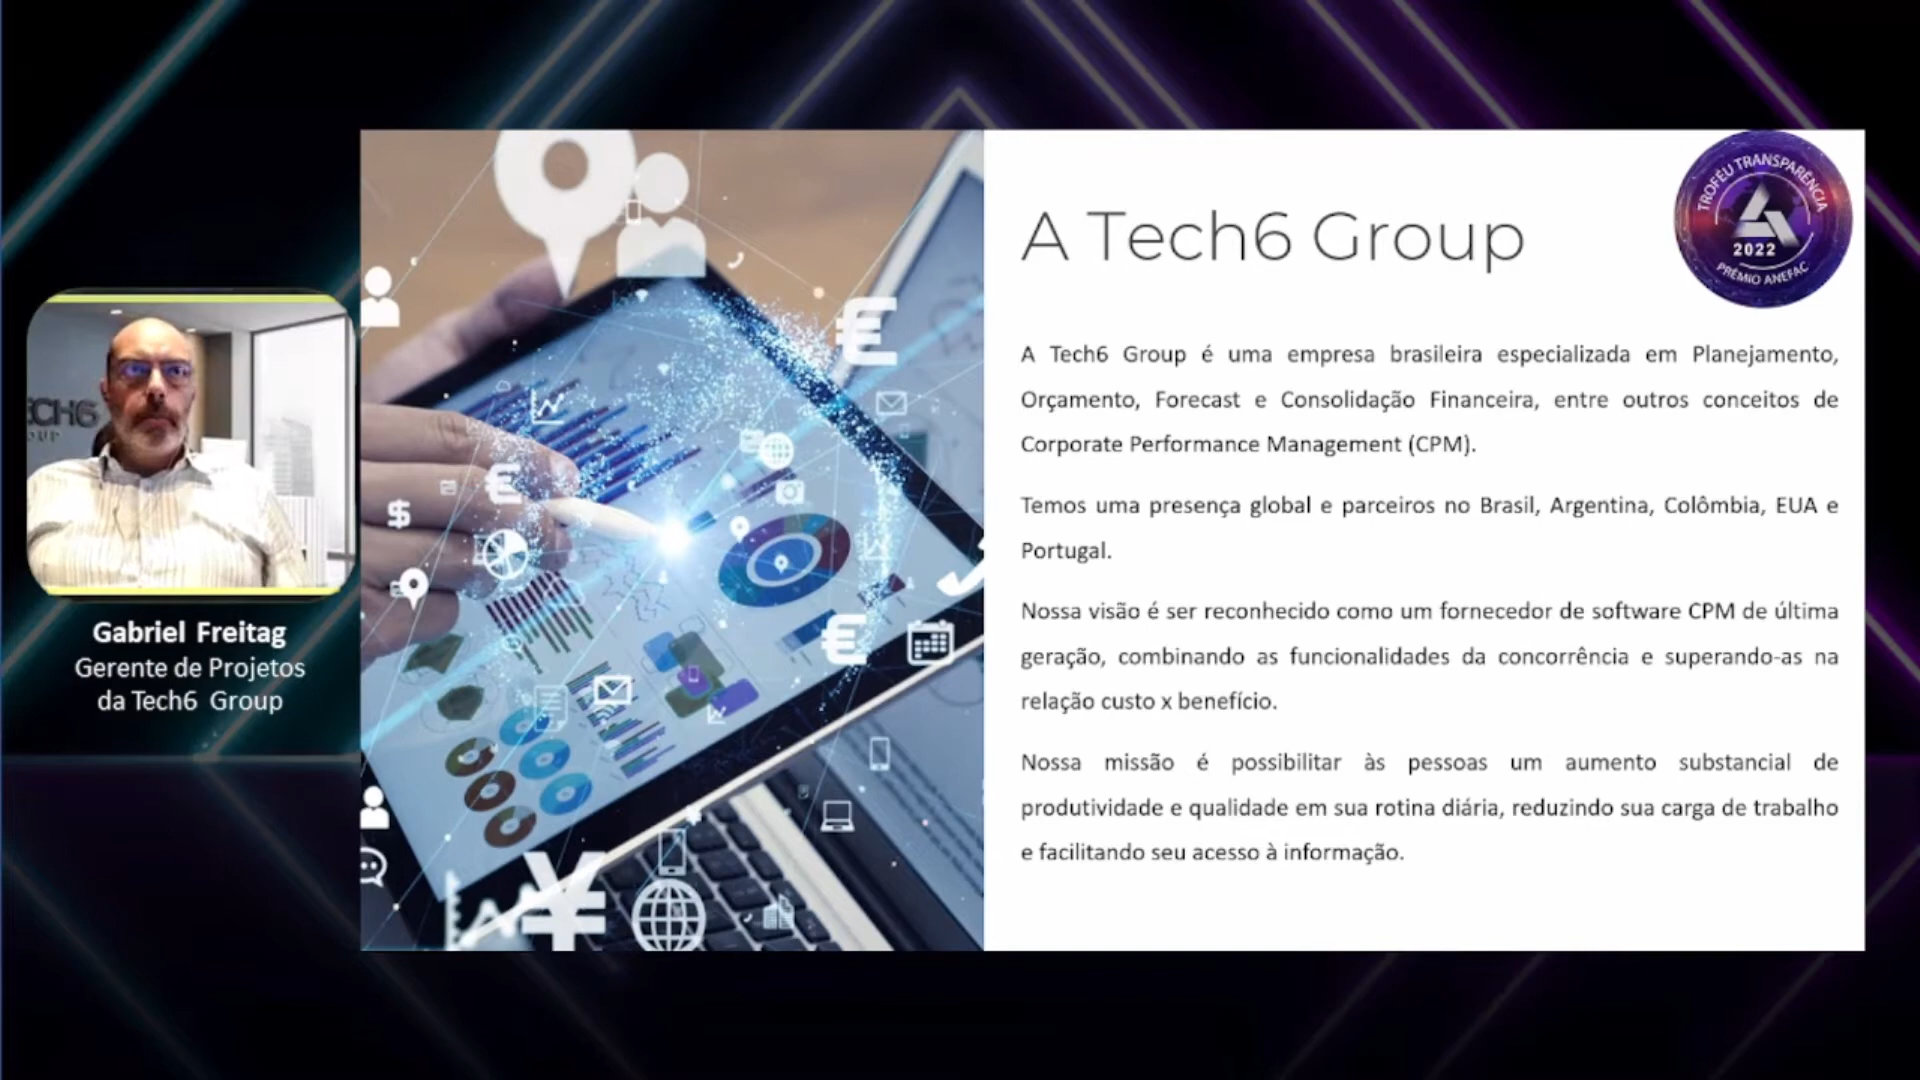 TROFÉU TRANSPARÊNCIA
2022
PRÊMIO ANEFAC
A Tech6 Group
A Tech6 Group é uma empresa brasileira especializada em Planejamento,
Orçamento, Forecast e Consolidação Financeira, entre outros conceitos de
Corporate Performance Management (CPM).
Temos uma presença global e parceiros no Brasil, Argentina, Colômbia, EUA e
Portugal.
Nossa visão é ser reconhecido como um fornecedor de software CPM de última
geração, combinando as funcionalidades da concorrência e superando-as na
relação custo x benefício.
Nossa missão é possibilitar às pessoas um aumento substancial de
produtividade e qualidade em sua rotina diária, reduzindo sua carga de trabalho
e facilitando seu acesso à informação.
ECH6
OUP
Gabriel Freitag
Gerente de Projetos
da Tech6 Group